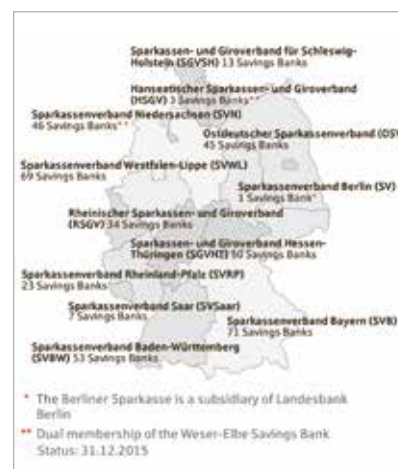 Sparkassen- und Giroverband für Schleswig-
Holstein (SGVSH) 13 Savings Banks
Hanseatischer Sparkassen- und Giroverband
(HSGV) 3 Savings Banks**
Sparkassenverband Niedersachsen (SVN)
46 Savings Banks**
Ostdeutscher Sparkassenverband (OSV
45 Savings Banks
Sparkassenverband Westfalen-Lippe (SVWL)
69 Savings Banks
Sparkassenverband Berlin (SV)
1 Savings Bank*
Rheinischer Sparkassen- und Giroverband
(RSGV) 34 Savings Banks
Sparkassen- und Giroverband Hessen-
Thüringen (SGVHT) 50 Savings Banks
Sparkassenverband Rheinland-Pfalz (SVRP)
23 Savings Banks
Sparkassenverband Saar (SVSaar)
7 Savings Banks
Sparkassenverband Bayern (SVB)
71 Savings Banks
Sparkassenverband Baden-Württemberg
(SVBW) 53 Savings Banks
* The Berliner Sparkasse is a subsidiary of Landesbank
Berlin
** Dual membership of the Weser-Elbe Savings Bank
Status: 31.12.2015